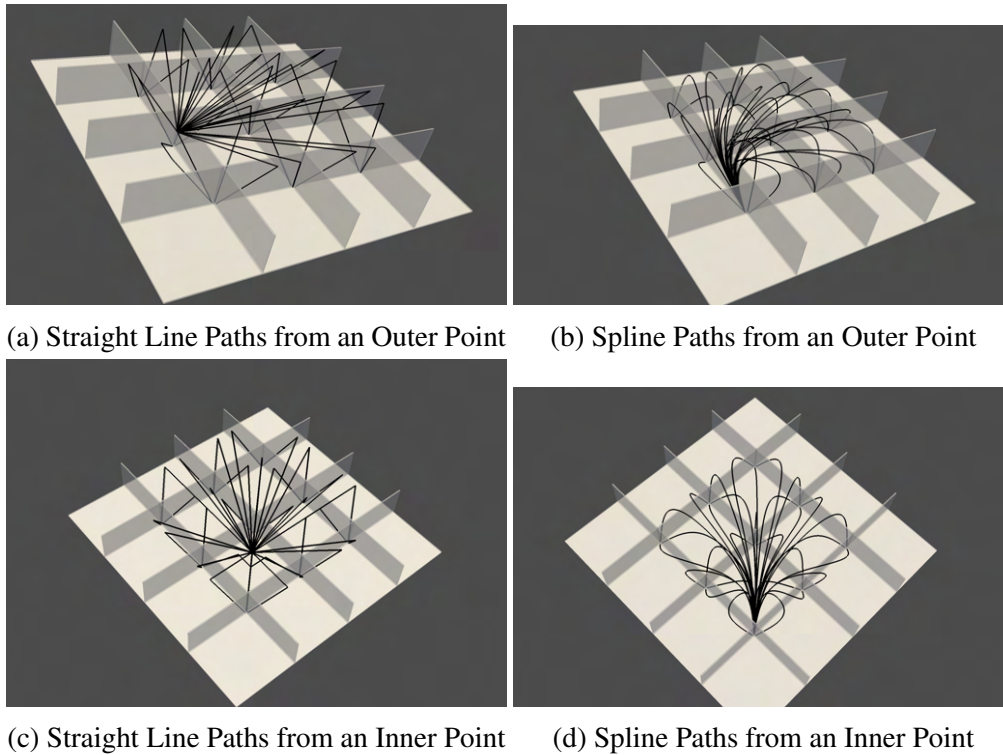 (a) Straight Line Paths from an Outer Point
(b) Spline Paths from an Outer Point
(c) Straight Line Paths from an Inner Point
(d) Spline Paths from an Inner Point